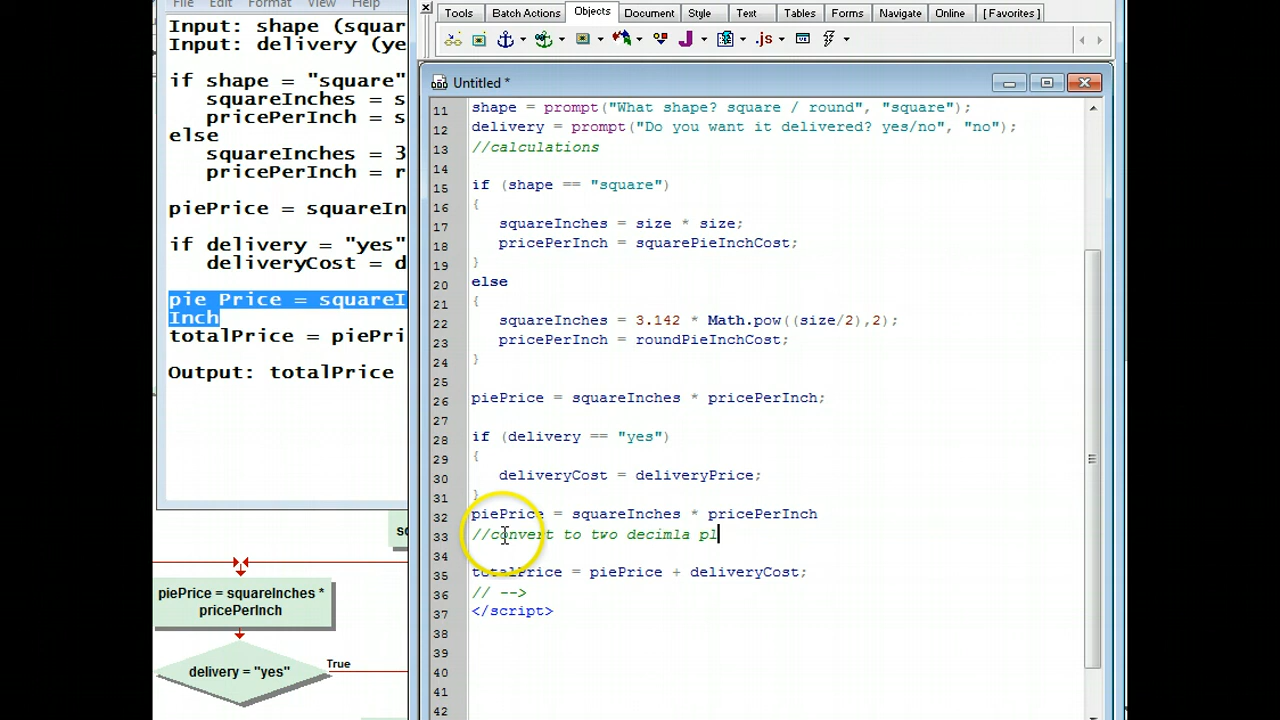 File Edit Format View Help
Input: shape (squar
Input: delivery (ye
if shape = "square"
squareInches = s
pricePerInch = s
else
squareInches = 3
pricePerInch = r
piePrice = squareIn
if delivery = "yes"
deliveryCost = d
pie Price = squareI
Inch
totalPrice = piePri
Output: totalPrice
piePrice = squareInches *
pricePerInch
delivery = "yes"
True
Tools Batch Actions Objects Document Style Text Tables Forms Navigate Online [ Favorites ]
.js
Untitled *
11 shape = prompt("What shape? square / round", "square");
12 delivery = prompt("Do you want it delivered? yes/no", "no");
13 //calculations
14
15 if (shape == "square")
16 {
17 squareInches = size * size;
18 pricePerInch = squarePieInchCost;
19 }
20 else
21 {
22 squareInches = 3.142 * Math.pow((size/2),2);
23 pricePerInch = roundPieInchCost;
24 }
25
26 piePrice = squareInches * pricePerInch;
27
28 if (delivery == "yes")
29 {
30 deliveryCost = deliveryPrice;
31 }
32 piePrice = squareInches * pricePerInch
33 //convert to two decimla pl
34
35 totalPrice = piePrice + deliveryCost;
36 // -->
37 </script>
38
39
40
41
42